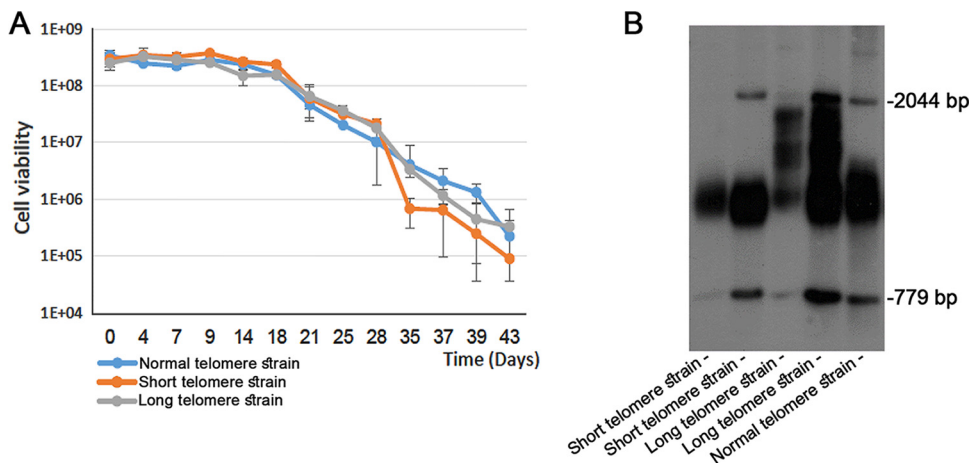 A
B
1E+09
1E+08
1E+07
1E+06
1E+05
1E+04
Cell viability
0 4 7 9 14 18 21 25 28 35 37 39 43
Time (Days)
Normal telomere strain
Short telomere strain
Long telomere strain
-2044 bp
-779 bp
Short telomere strain -
Short telomere strain -
Long telomere strain -
Long telomere strain -
Normal telomere strain -